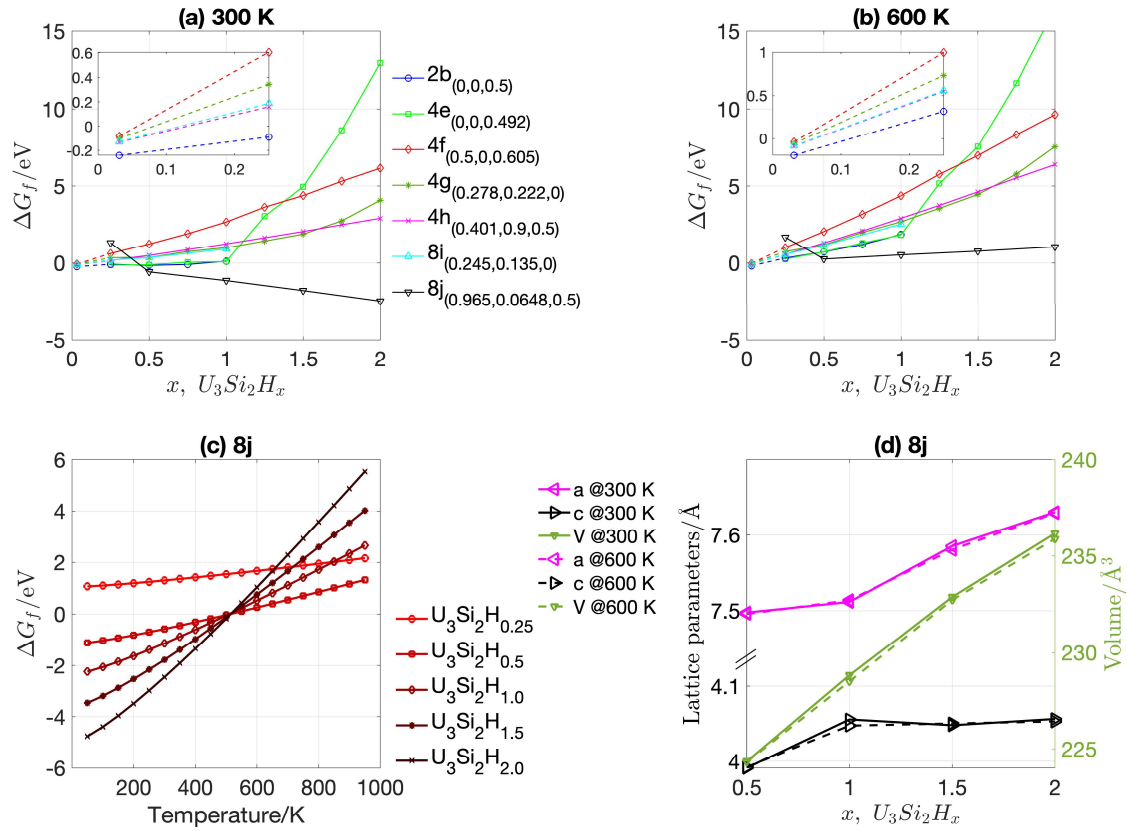 (a) 300 K
15
10
5
0
-5
0
0.5
1
1.5
2
ΔG_f/eV
x, U_3Si_2H_x
0.6
0.4
0.2
0
-0.2
0
0.1
0.2
2b_(0,0,0.5)
4e_(0,0,0.492)
4f_(0.5,0,0.605)
4g_(0.278,0.222,0)
4h_(0.401,0.9,0.5)
8i_(0.245,0.135,0)
8j_(0.965,0.0648,0.5)
(b) 600 K
15
10
5
0
-5
0
0.5
1
1.5
2
ΔG_f/eV
x, U_3Si_2H_x
1
0.5
0
0
0.1
0.2
(c) 8j
6
4
2
0
-2
-4
-6
200
400
600
800
1000
ΔG_f/eV
Temperature/K
U_3Si_2H_0.25
U_3Si_2H_0.5
U_3Si_2H_1.0
U_3Si_2H_1.5
U_3Si_2H_2.0
a @300 K
c @300 K
V @300 K
a @600 K
c @600 K
V @600 K
(d) 8j
Lattice parameters/Å
7.6
7.5
4.1
4
0.5
1
1.5
2
x, U_3Si_2H_x
240
235
230
225
Volume/Å^3